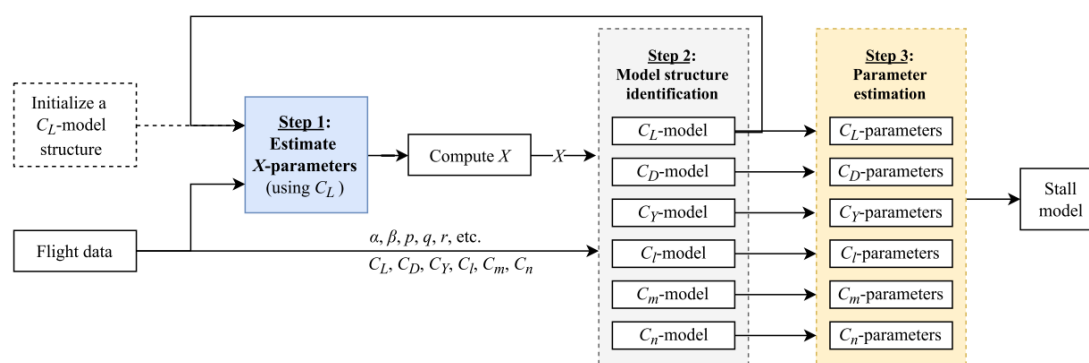 Initialize a
C_L-model
structure
Flight data
Step 1:
Estimate
X-parameters
(using C_L )
Compute X
X
α, β, p, q, r, etc.
C_L, C_D, C_Y, C_l, C_m, C_n
Step 2:
Model structure
identification
C_L-model
C_D-model
C_Y-model
C_l-model
C_m-model
C_n-model
Step 3:
Parameter
estimation
C_L-parameters
C_D-parameters
C_Y-parameters
C_l-parameters
C_m-parameters
C_n-parameters
Stall
model